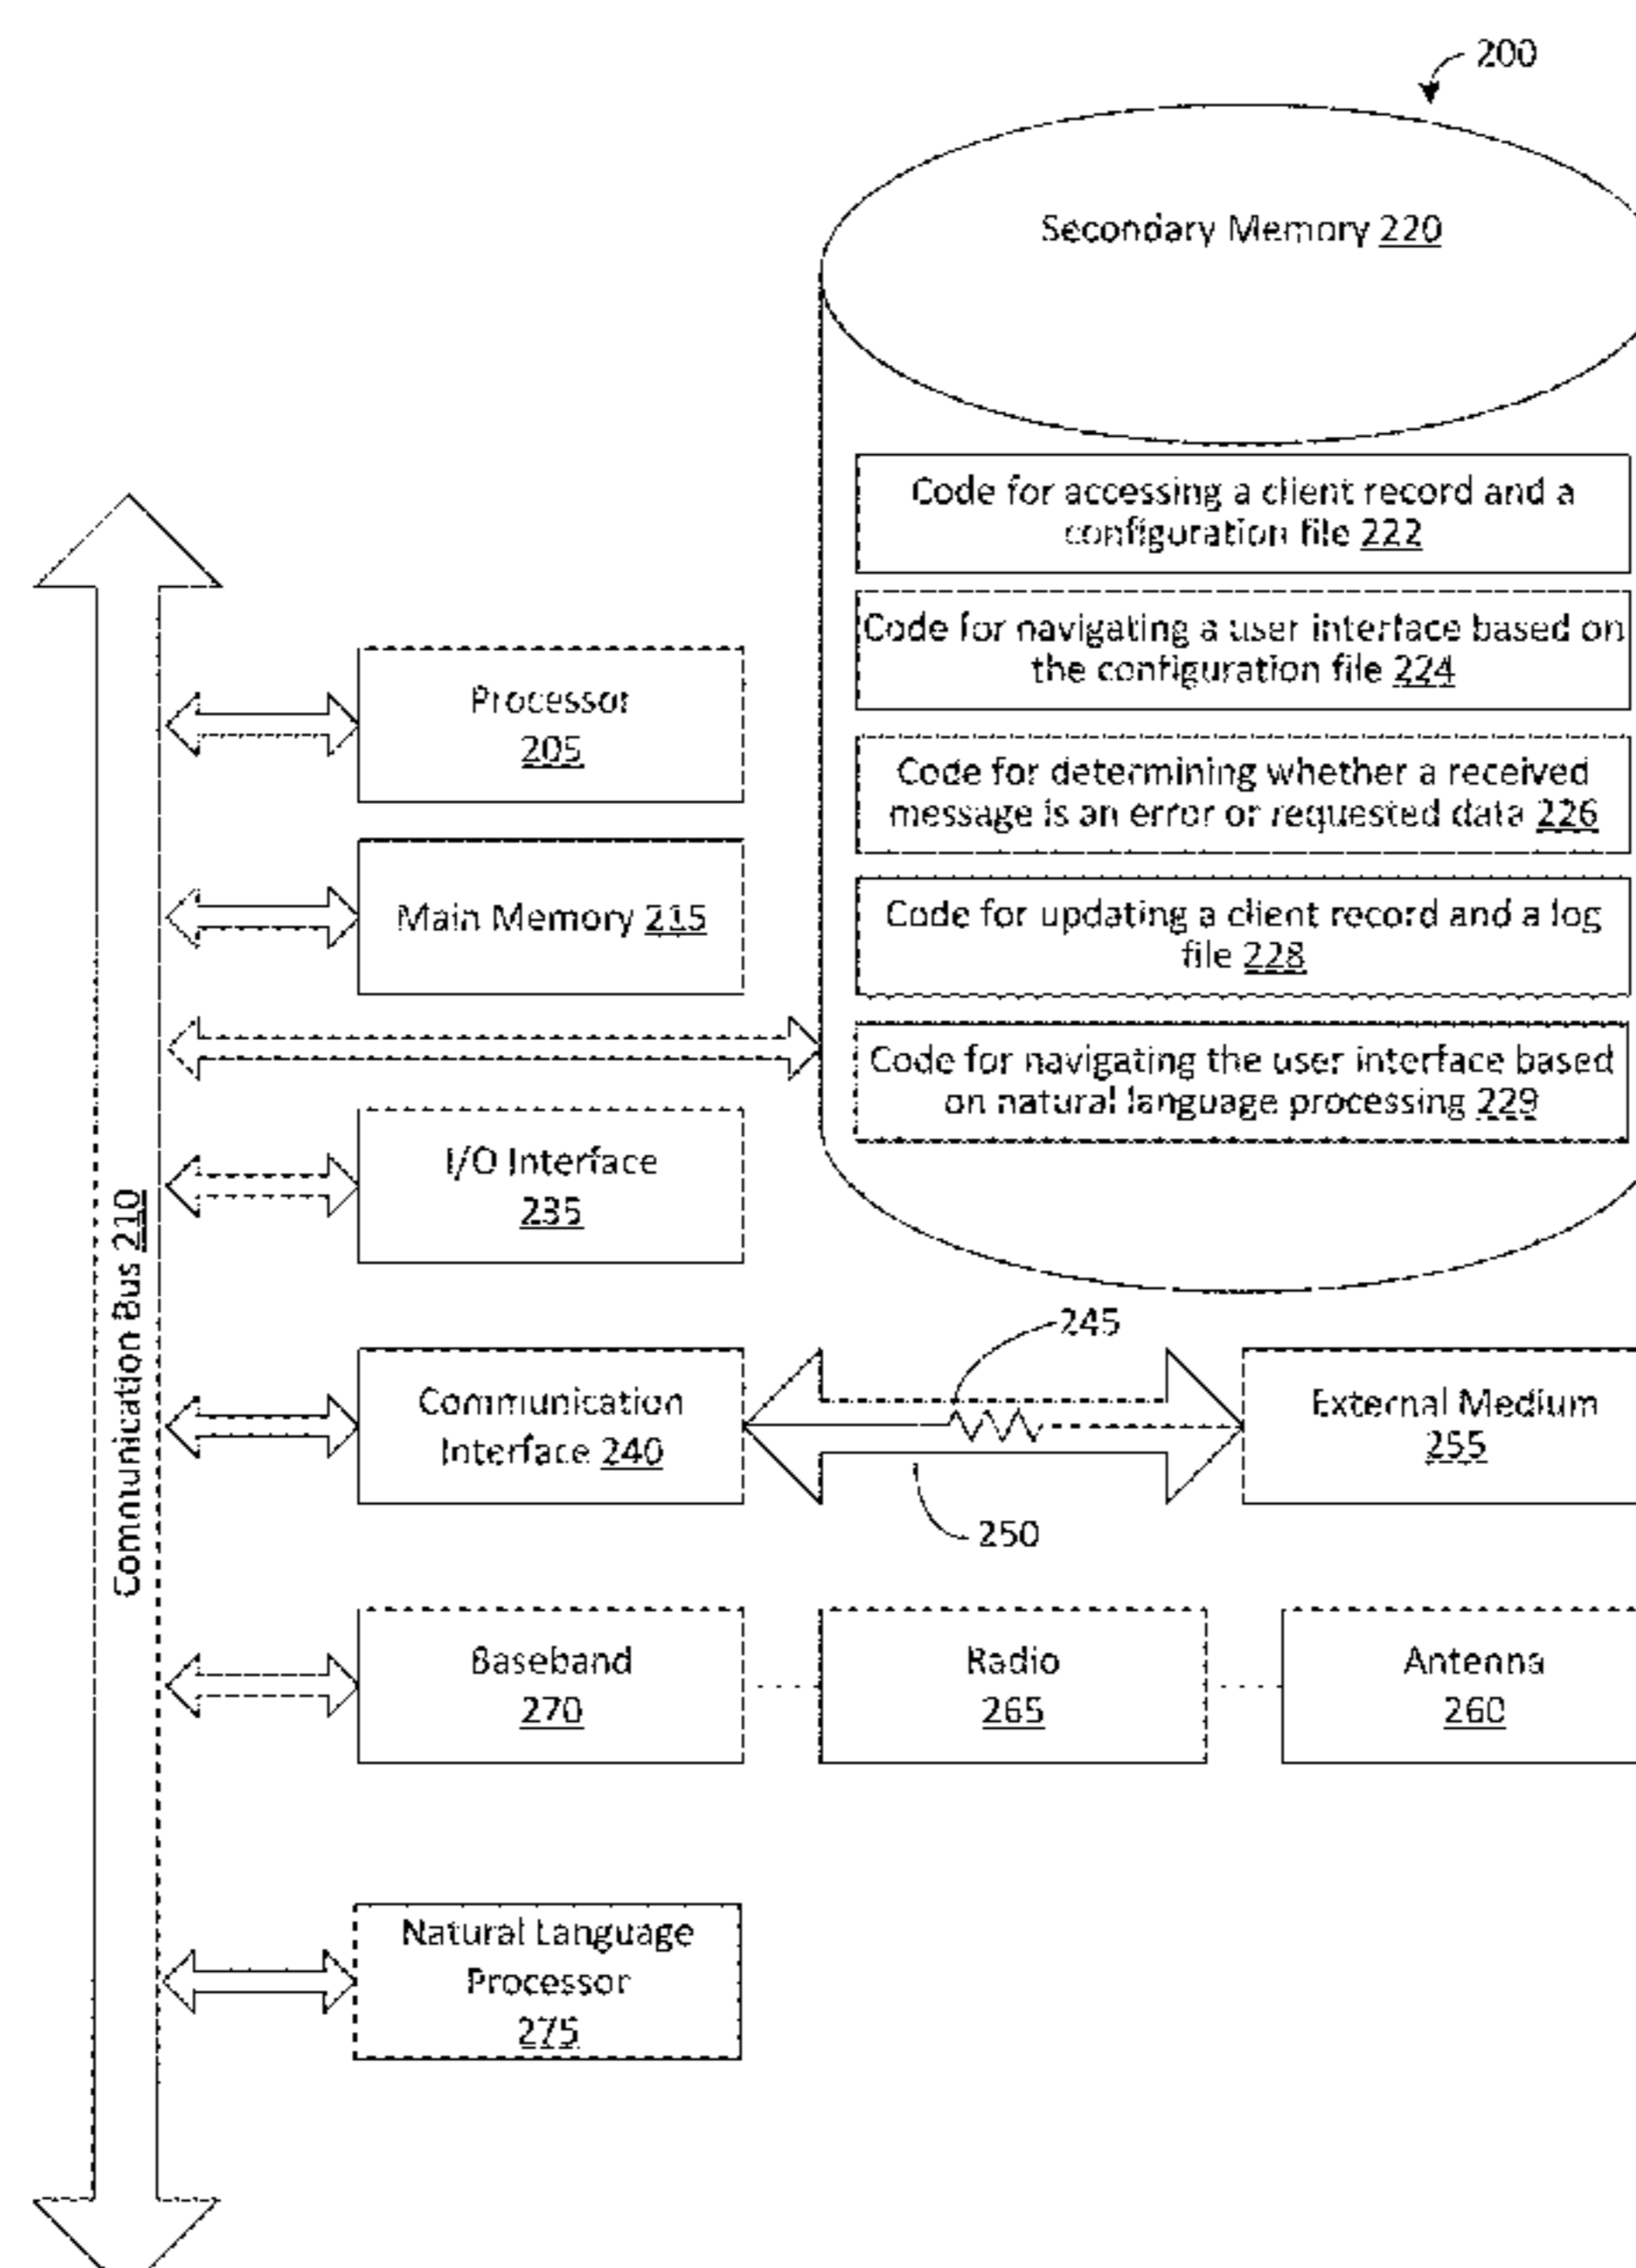 200
Secondary Memory 220
Code for accessing a client record and a
configuration file 222
Code for navigating a user interface based on
the configuration file 224
Code for determining whether a received
message is an error or requested data 226
Code for updating a client record and a log
file 228
Code for navigating the user interface based
on natural language processing 229
Processor
205
Main Memory 215
I/O Interface
235
Communication Bus 210
Communication
Interface 240
245
250
External Medium
255
Baseband
270
Radio
265
Antenna
260
Natural Language
Processor
275